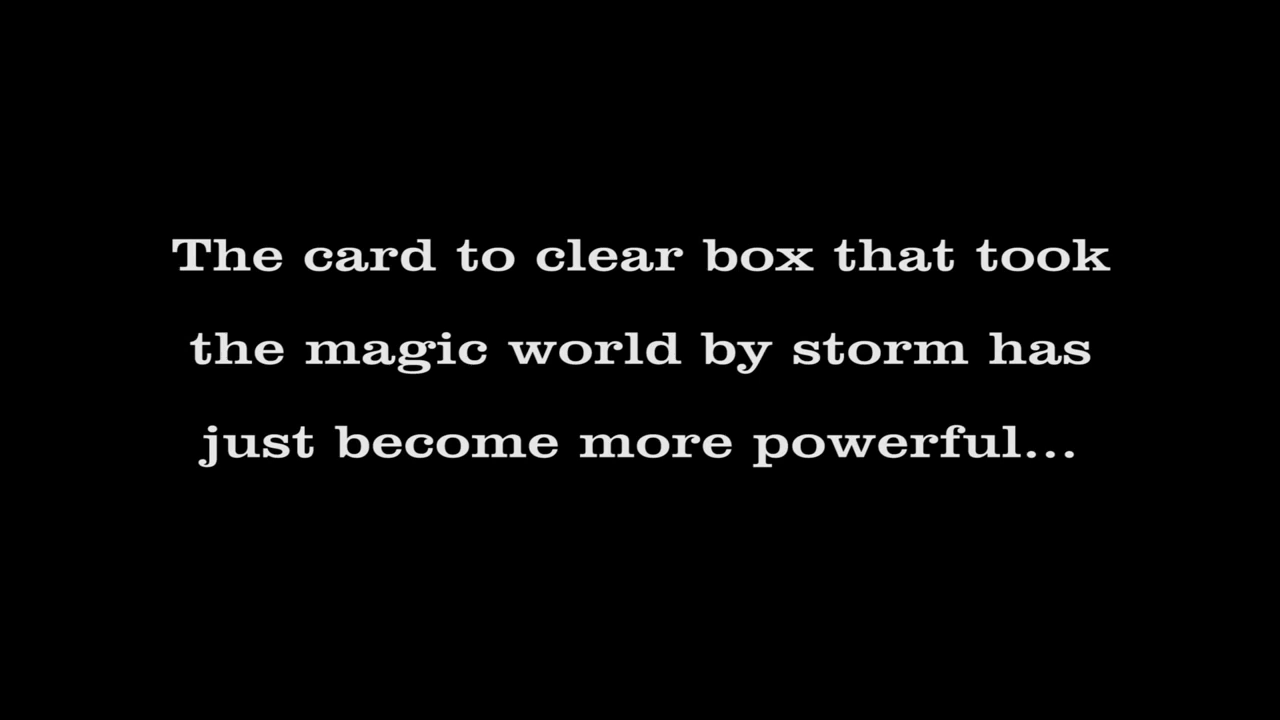 The card to clear box that took
the magic world by storm has
just become more powerful...